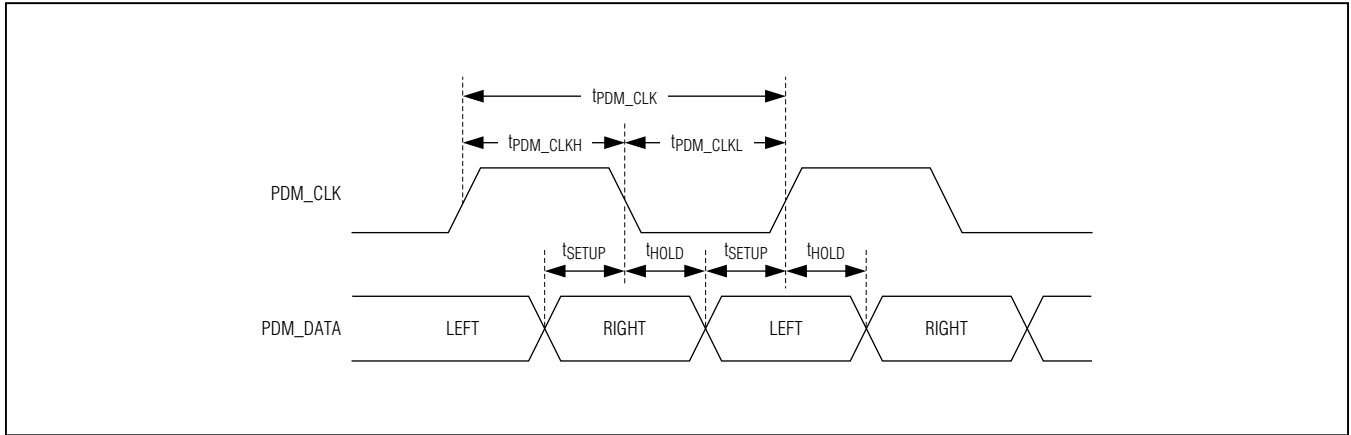 tPDM_CLK
tPDM_CLKH tPDM_CLKL
PDM_CLK
tSETUP tHOLD tSETUP tHOLD
PDM_DATA LEFT RIGHT LEFT RIGHT